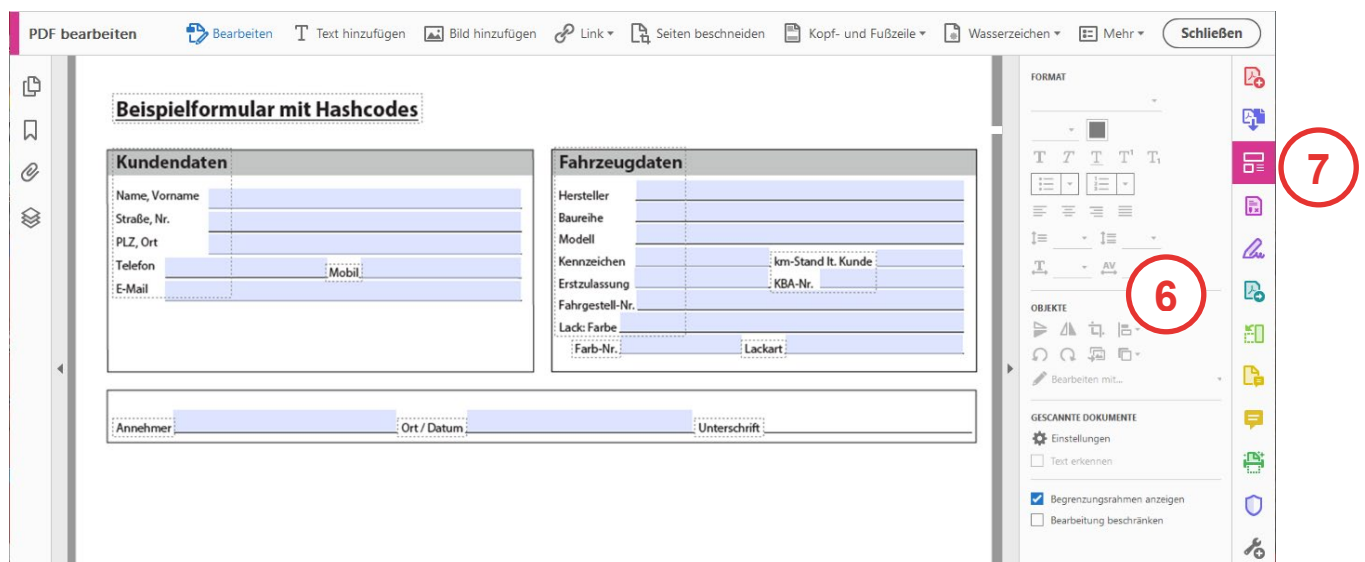 PDF bearbeiten Bearbeiten Text hinzufügen Bild hinzufügen Link Seiten beschneiden Kopf- und Fußzeile Wasserzeichen Mehr Schließen
Beispielformular mit Hashcodes
Kundendaten
Name, Vorname
Straße, Nr.
PLZ, Ort
Telefon Mobil
E-Mail
Fahrzeugdaten
Hersteller
Baureihe
Modell
Kennzeichen km-Stand lt. Kunde
Erstzulassung KBA-Nr.
Fahrgestell-Nr.
Lack: Farbe
Farb-Nr. Lackart
Annehmer Ort / Datum Unterschrift
FORMAT
T T T T¹ T₁
T AV
OBJEKTE
Bearbeiten mit...
GESCANNTE DOKUMENTE
Einstellungen
Text erkennen
Begrenzungsrahmen anzeigen
Bearbeitung beschränken
6
7